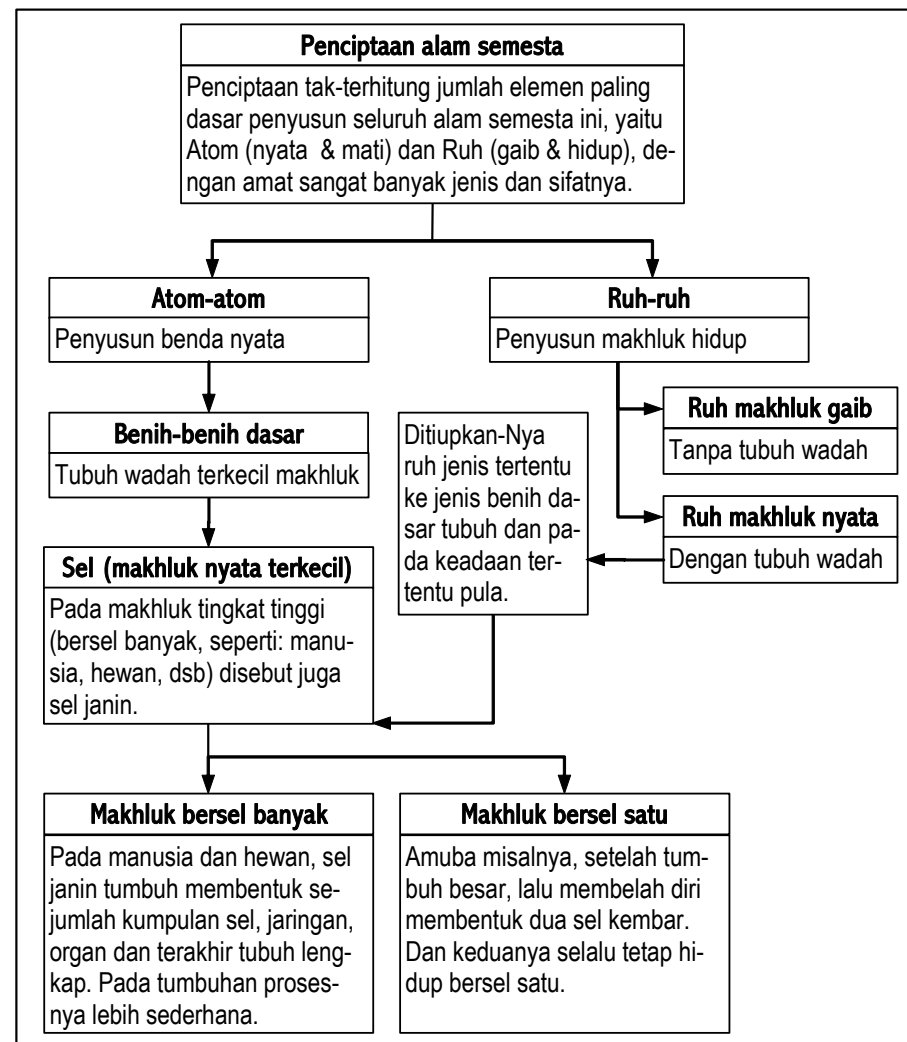 Penciptaan alam semesta
Penciptaan tak-terhitung jumlah elemen paling
dasar penyusun seluruh alam semesta ini, yaitu
Atom (nyata & mati) dan Ruh (gaib & hidup), de-
ngan amat sangat banyak jenis dan sifatnya.
Atom-atom
Penyusun benda nyata
Ruh-ruh
Penyusun makhluk hidup
Ruh makhluk gaib
Tanpa tubuh wadah
Benih-benih dasar
Tubuh wadah terkecil makhluk
Ditiupkan-Nya
ruh jenis tertentu
ke jenis benih da-
sar tubuh dan pa-
da keadaan ter-
tentu pula.
Ruh makhluk nyata
Dengan tubuh wadah
Sel (makhluk nyata terkecil)
Pada makhluk tingkat tinggi
(bersel banyak, seperti: manu-
sia, hewan, dsb) disebut juga
sel janin.
Makhluk bersel banyak
Pada manusia dan hewan, sel
janin tumbuh membentuk se-
jumlah kumpulan sel, jaringan,
organ dan terakhir tubuh leng-
kap. Pada tumbuhan proses-
nya lebih sederhana.
Makhluk bersel satu
Amuba misalnya, setelah tum-
buh besar, lalu membelah diri
membentuk dua sel kembar.
Dan keduanya selalu tetap hi-
dup bersel satu.